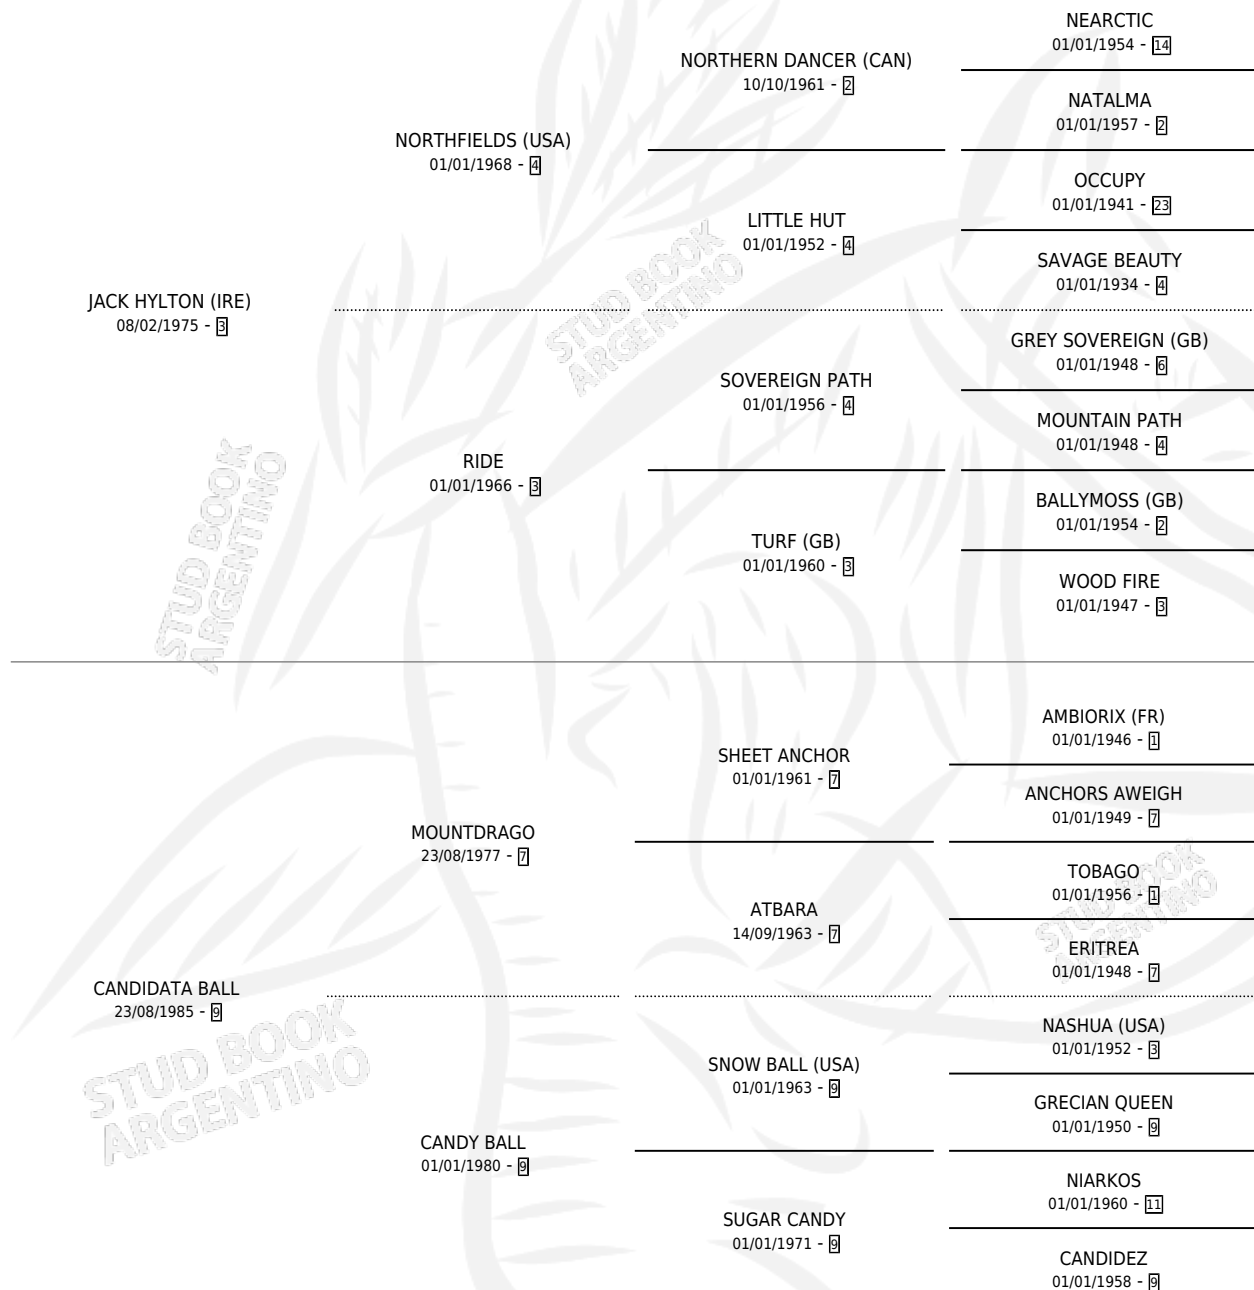 NEARCTIC
01/01/1954 - 14
NORTHERN DANCER (CAN)
10/10/1961 - 2
NATALMA
01/01/1957 - 2
NORTHFIELDS (USA)
01/01/1968 - 4
OCCUPY
01/01/1941 - 23
LITTLE HUT
01/01/1952 - 4
SAVAGE BEAUTY
01/01/1934 - 4
JACK HYLTON (IRE)
08/02/1975 - 3
GREY SOVEREIGN (GB)
01/01/1948 - 6
SOVEREIGN PATH
01/01/1956 - 4
MOUNTAIN PATH
01/01/1948 - 4
RIDE
01/01/1966 - 3
BALLYMOSS (GB)
01/01/1954 - 2
TURF (GB)
01/01/1960 - 3
WOOD FIRE
01/01/1947 - 3
AMBIORIX (FR)
01/01/1946 - 1
SHEET ANCHOR
01/01/1961 - 7
ANCHORS AWEIGH
01/01/1949 - 7
MOUNTDRAGO
23/08/1977 - 7
TOBAGO
01/01/1956 - 1
ATBARA
14/09/1963 - 7
ERITREA
01/01/1948 - 7
CANDIDATA BALL
23/08/1985 - 9
NASHUA (USA)
01/01/1952 - 3
SNOW BALL (USA)
01/01/1963 - 9
GRECIAN QUEEN
01/01/1950 - 9
CANDY BALL
01/01/1980 - 9
NIARKOS
01/01/1960 - 11
SUGAR CANDY
01/01/1971 - 9
CANDIDEZ
01/01/1958 - 9
STUD BOOK
ARGENTINO
STUD BOOK
ARGENTINO
STUD BOOK
ARGENTINO
STUD BOOK
ARGENTINO